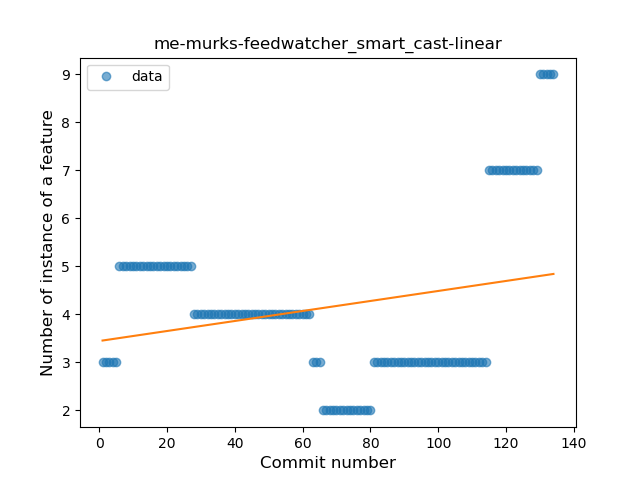 me-murks-feedwatcher_smart_cast-linear
data
Number of instance of a feature
9
8
7
6
5
4
3
2
0 20 40 60 80 100 120 140
Commit number